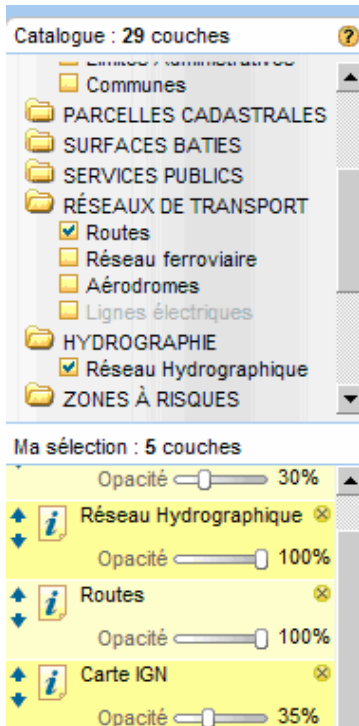 Catalogue : 29 couches ?
Limites Administratives
Communes
PARCELLES CADASTRALES
SURFACES BATIES
SERVICES PUBLICS
RÉSEAUX DE TRANSPORT
Routes
Réseau ferroviaire
Aérodromes
Lignes électriques
HYDROGRAPHIE
Réseau Hydrographique
ZONES À RISQUES
Ma sélection : 5 couches
Opacité 30%
i Réseau Hydrographique
Opacité 100%
i Routes
Opacité 100%
i Carte IGN
Opacité 35%